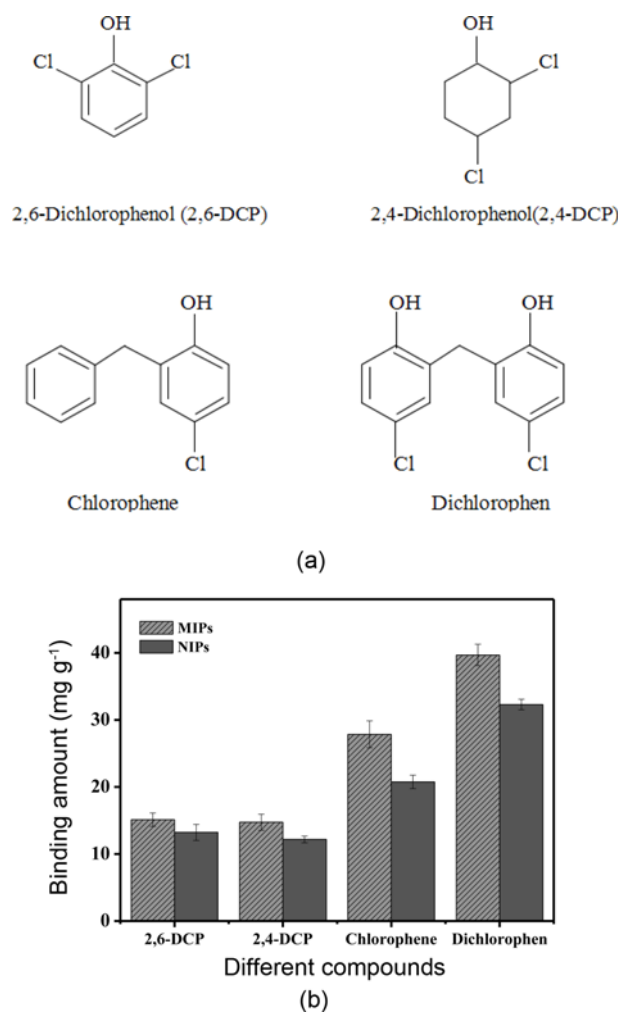 OH
Cl Cl
2,6-Dichlorophenol (2,6-DCP)
OH
Cl
Cl
2,4-Dichlorophenol(2,4-DCP)
OH
Cl
Chlorophene
OH OH
Cl Cl
Dichlorophen
(a)
MIPs
NIPs
Binding amount (mg g⁻¹)
40
30
20
10
0
2,6-DCP 2,4-DCP Chlorophene Dichlorophen
Different compounds
(b)